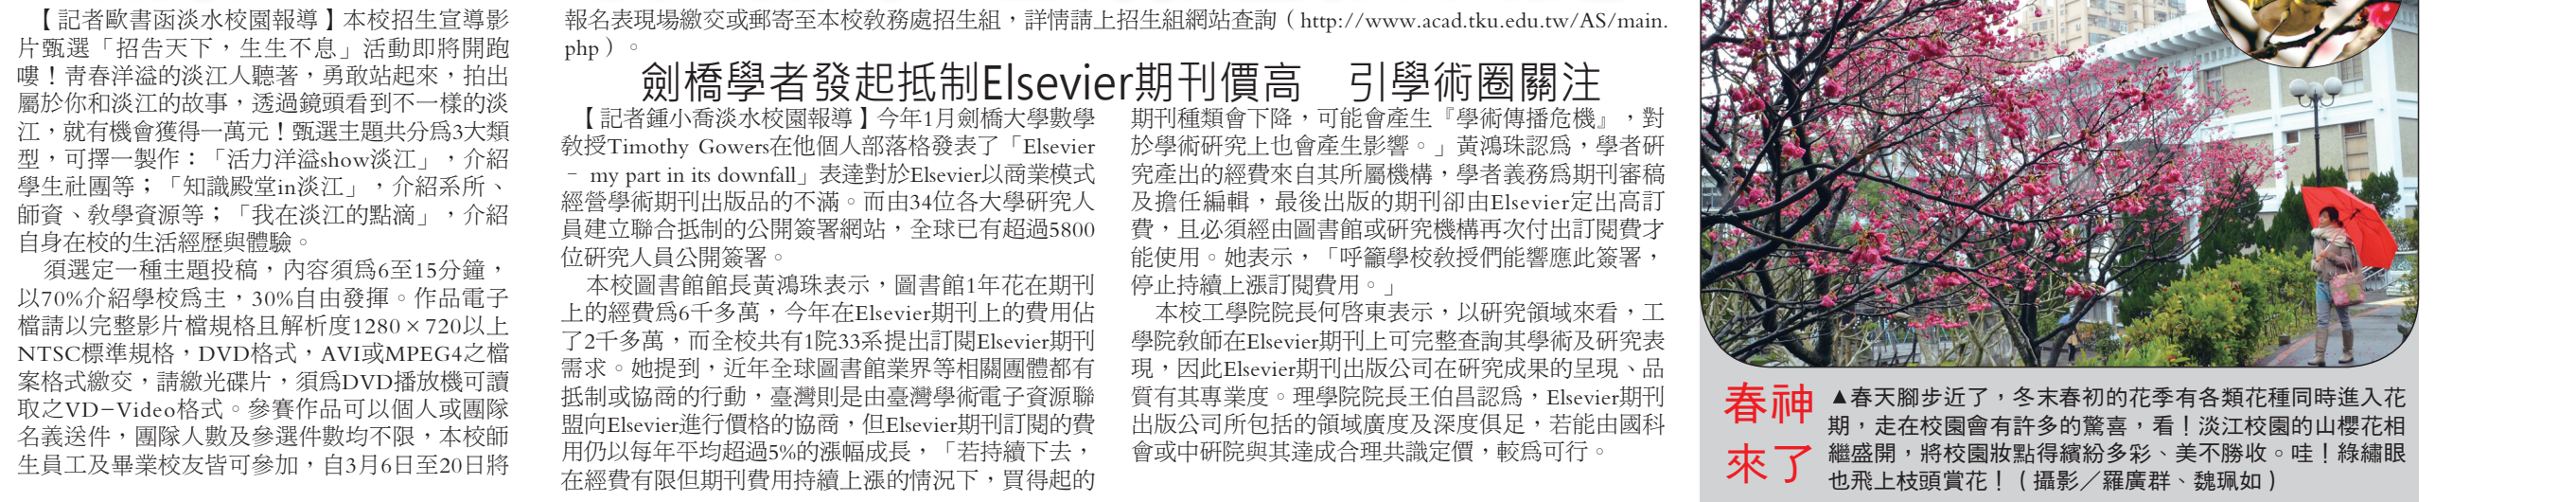 【記者歐書函淡水校園報導】本校招生宣導影
片甄選「招告天下，生生不息」活動即將開跑
嘍！青春洋溢的淡江人聽著，勇敢站起來，拍出
屬於你和淡江的故事，透過鏡頭看到不一樣的淡
江，就有機會獲得一萬元！甄選主題共分為3大類
型，可擇一製作：「活力洋溢show淡江」，介紹
學生社團等；「知識殿堂in淡江」，介紹系所、
師資、教學資源等；「我在淡江的點滴」，介紹
自身在校的生活經歷與體驗。
須選定一種主題投稿，內容須為6至15分鐘，
以70%介紹學校為主，30%自由發揮。作品電子
檔請以完整影片檔規格且解析度1280×720以上
NTSC標準規格，DVD格式，AVI或MPEG4之檔
案格式繳交，請繳光碟片，須為DVD播放機可讀
取之VD-Video格式。參賽作品可以個人或團隊
名義送件，團隊人數及參選件數均不限，本校師
生員工及畢業校友皆可參加，自3月6日至20日將
報名表現場繳交或郵寄至本校教務處招生組，詳情請上招生組網站查詢（http://www.acad.tku.edu.tw/AS/main.
php）。
劍橋學者發起抵制Elsevier期刊價高　引學術圈關注
【記者鍾小喬淡水校園報導】今年1月劍橋大學數學
教授Timothy Gowers在他個人部落格發表了「Elsevier
– my part in its downfall」表達對於Elsevier以商業模式
經營學術期刊出版品的不滿。而由34位各大學研究人
員建立聯合抵制的公開簽署網站，全球已有超過5800
位研究人員公開簽署。
本校圖書館館長黃鴻珠表示，圖書館1年花在期刊
上的經費為6千多萬，今年在Elsevier期刊上的費用佔
了2千多萬，而全校共有1院33系提出訂閱Elsevier期刊
需求。她提到，近年全球圖書館業界等相關團體都有
抵制或協商的行動，臺灣則是由臺灣學術電子資源聯
盟向Elsevier進行價格的協商，但Elsevier期刊訂閱的費
用仍以每年平均超過5%的漲幅成長，「若持續下去，
在經費有限但期刊費用持續上漲的情況下，買得起的
期刊種類會下降，可能會產生『學術傳播危機』，對
於學術研究上也會產生影響。」黃鴻珠認為，學者研
究產出的經費來自其所屬機構，學者義務為期刊審稿
及擔任編輯，最後出版的期刊卻由Elsevier定出高訂
費，且必須經由圖書館或研究機構再次付出訂閱費才
能使用。她表示，「呼籲學校教授們能響應此簽署，
停止持續上漲訂閱費用。」
本校工學院院長何啓東表示，以研究領域來看，工
學院教師在Elsevier期刊上可完整查詢其學術及研究表
現，因此Elsevier期刊出版公司在研究成果的呈現、品
質有其專業度。理學院院長王伯昌認為，Elsevier期刊
出版公司所包括的領域廣度及深度俱足，若能由國科
會或中研院與其達成合理共識定價，較為可行。
春神
來了
▲春天腳步近了，冬末春初的花季有各類花種同時進入花
期，走在校園會有許多的驚喜，看！淡江校園的山櫻花相
繼盛開，將校園妝點得繽紛多彩、美不勝收。哇！綠繡眼
也飛上枝頭賞花！（攝影／羅廣群、魏珮如）